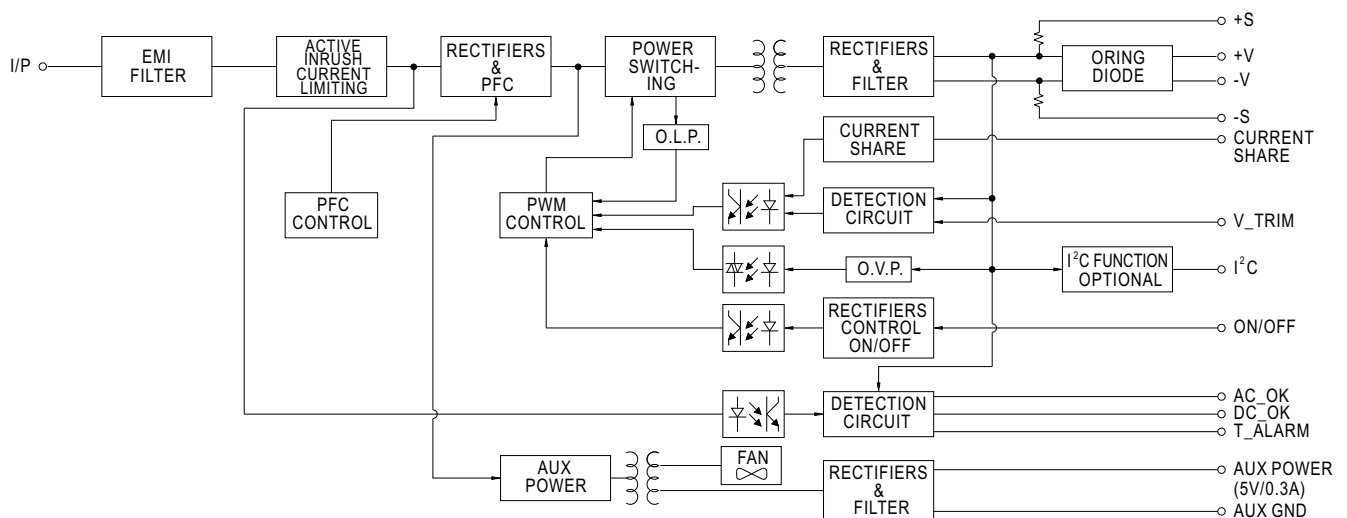 I/P
EMI
FILTER
ACTIVE
INRUSH
CURRENT
LIMITING
RECTIFIERS
&
PFC
POWER
SWITCH-
ING
RECTIFIERS
&
FILTER
ORING
DIODE
+S
+V
-V
-S
O.L.P.
CURRENT
SHARE
CURRENT
SHARE
PFC
CONTROL
PWM
CONTROL
DETECTION
CIRCUIT
V_TRIM
O.V.P.
I²C FUNCTION
OPTIONAL
I²C
RECTIFIERS
CONTROL
ON/OFF
ON/OFF
DETECTION
CIRCUIT
AC_OK
DC_OK
T_ALARM
AUX
POWER
FAN
RECTIFIERS
&
FILTER
AUX POWER
(5V/0.3A)
AUX GND